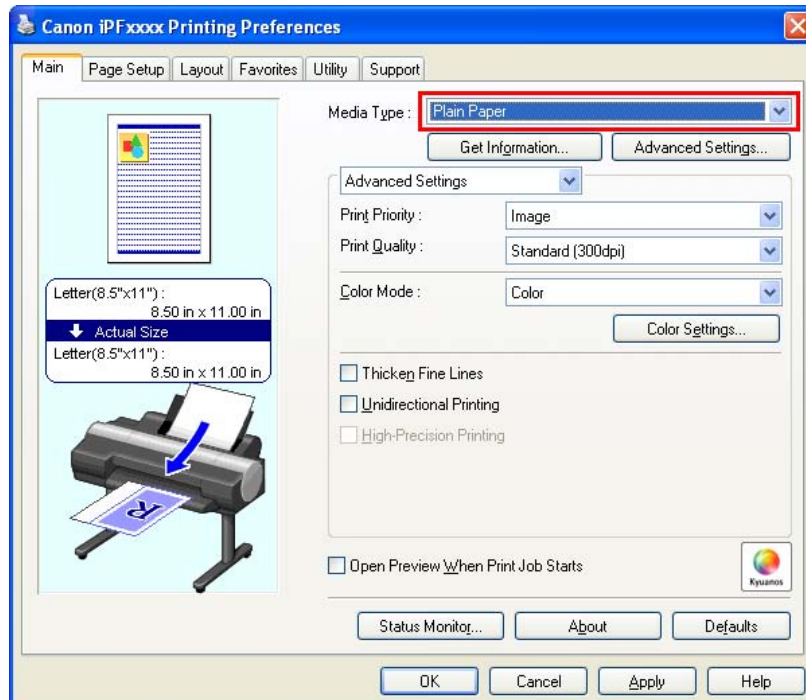 Canon iPFxxxx Printing Preferences
Main Page Setup Layout Favorites Utility Support
Media Type : Plain Paper
Get Information... Advanced Settings...
Advanced Settings
Print Priority : Image
Print Quality : Standard (300dpi)
Color Mode : Color
Color Settings...
Letter(8.5"x11") :
8.50 in x 11.00 in
Actual Size
Letter(8.5"x11") :
8.50 in x 11.00 in
R
Thicken Fine Lines
Unidirectional Printing
High-Precision Printing
Open Preview When Print Job Starts
Kyuanos
Status Monitor... About Defaults
OK Cancel Apply Help